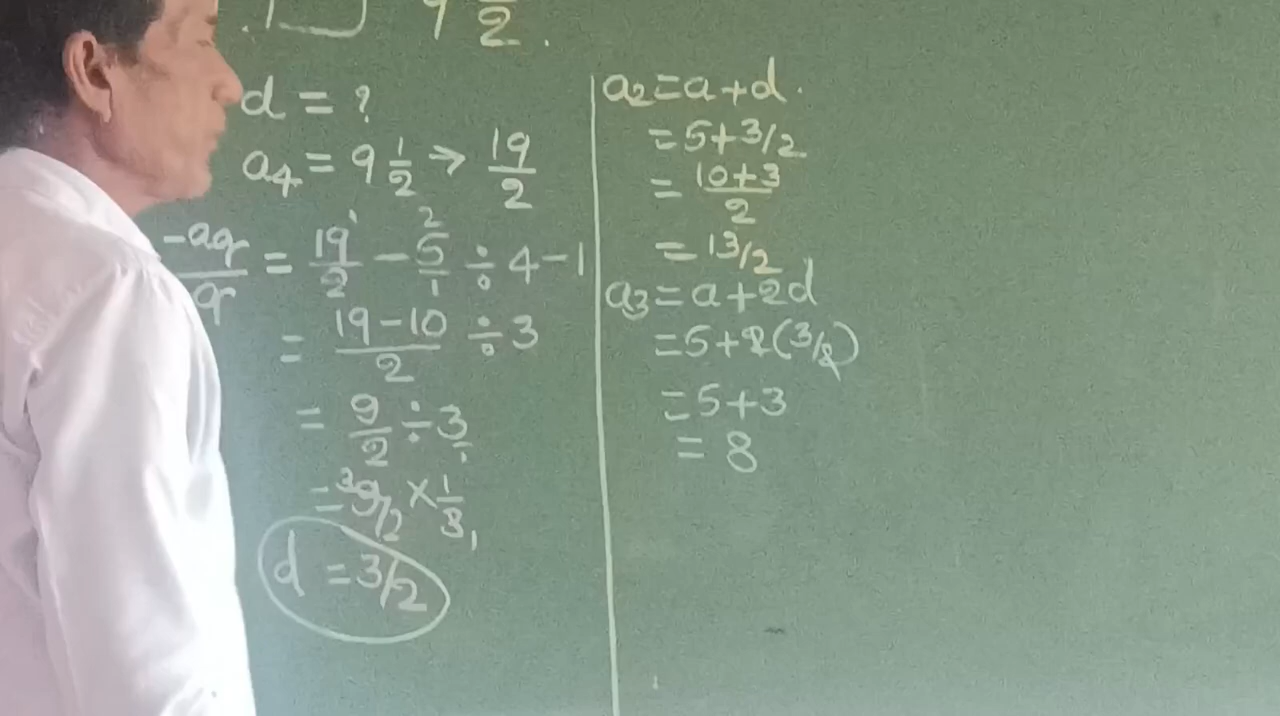 9 —/2.
d = ?
a4 = 9 1/2 → 19/2
= 19/2 - 5/1 ÷ 4-1
= 19-10/2 ÷ 3
= 9/2 ÷ 3/1
= 9/2 × 1/3
d = 3/2
a2 = a+d.
= 5+3/2
= 10+3/2
= 13/2
a3 = a+2d
= 5+2(3/2)
= 5+3
= 8